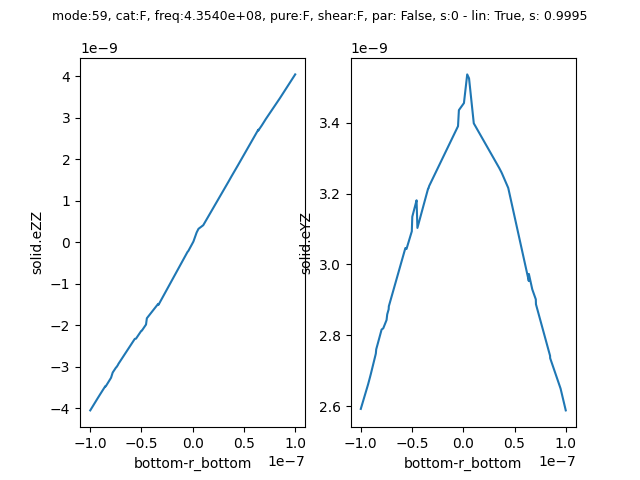 mode:59, cat:F, freq:4.3540e+08, pure:F, shear:F, par: False, s:0 - lin: True, s: 0.9995
1e−9
4
3
2
1
0
−1
−2
−3
−4
solid.eZZ
−1.0 −0.5 0.0 0.5 1.0
bottom-r_bottom 1e−7
1e−9
3.4
3.2
3.0
2.8
2.6
solid.eYZ
−1.0 −0.5 0.0 0.5 1.0
bottom-r_bottom 1e−7